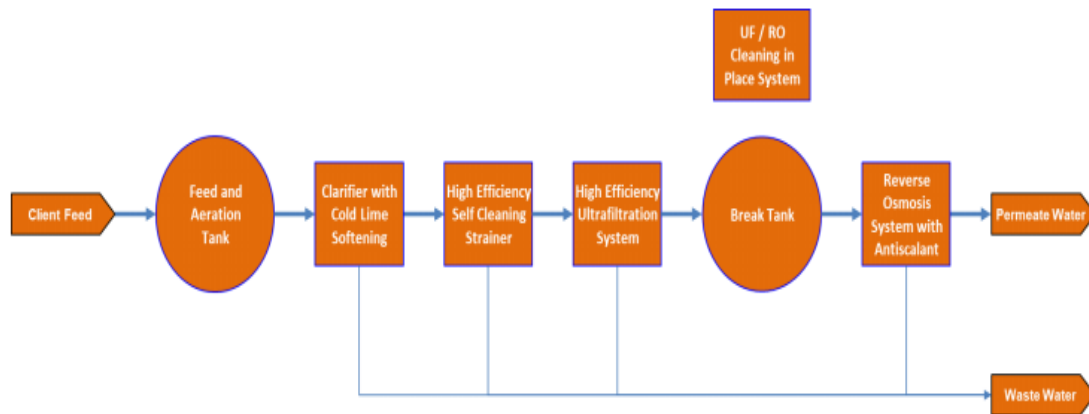 UF / RO
Cleaning in
Place System
Client Feed
Feed and
Aeration
Tank
Clarifier with
Cold Lime
Softening
High Efficiency
Self Cleaning
Strainer
High Efficiency
Ultrafiltration
System
Break Tank
Reverse
Osmosis
System with
Antiscalant
Permeate Water
Waste Water